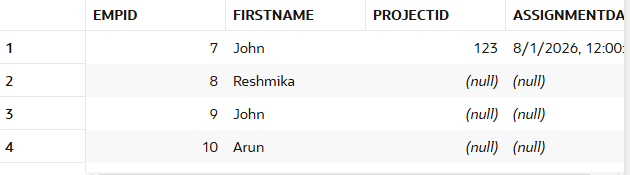 EMPID FIRSTNAME PROJECTID ASSIGNMENTDA
1 7 John 123 8/1/2026, 12:00:
2 8 Reshmika (null) (null)
3 9 John (null) (null)
4 10 Arun (null) (null)